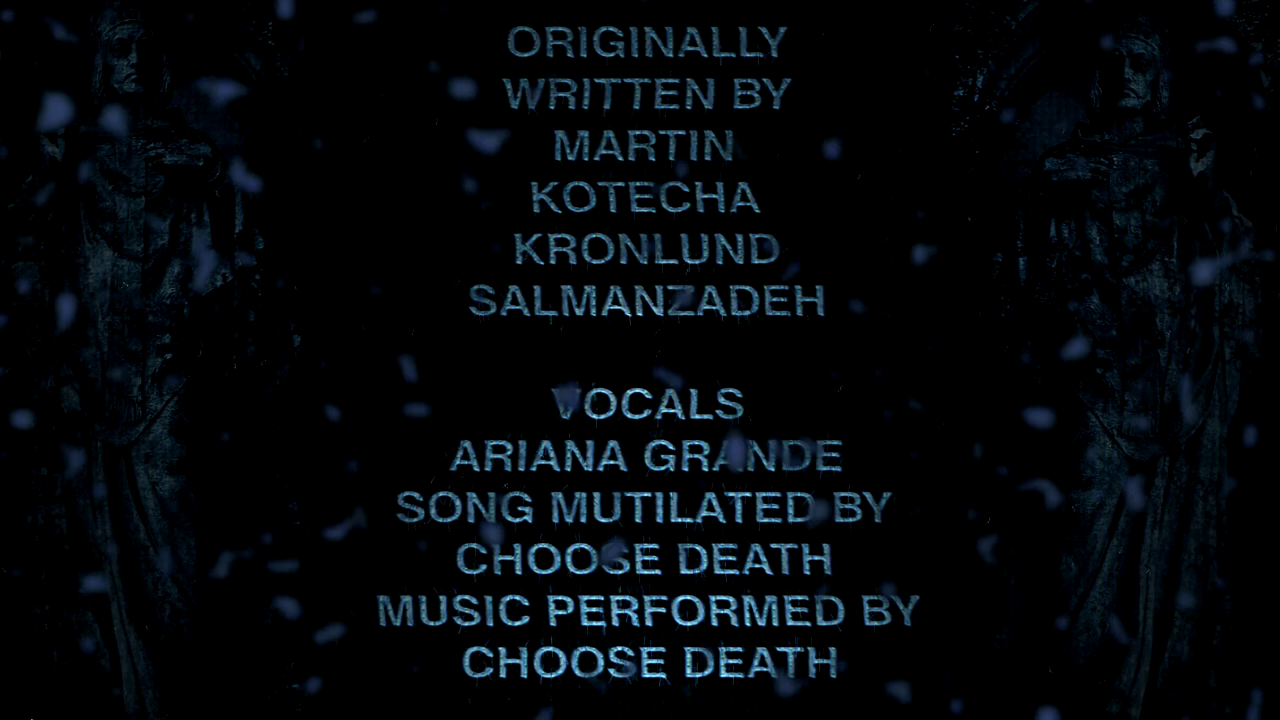 ORIGINALLY
WRITTEN BY
MARTIN
KOTECHA
KRONLUND
SALMANZADEH
VOCALS
ARIANA GRANDE
SONG MUTILATED BY
CHOOSE DEATH
MUSIC PERFORMED BY
CHOOSE DEATH